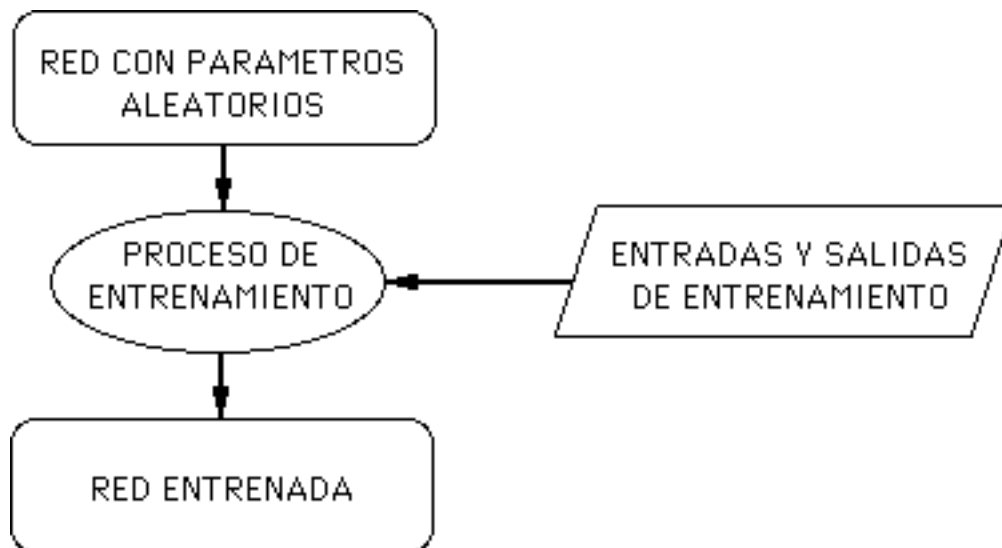 RED CON PARAMETROS
ALEATORIOS
PROCESO DE
ENTRENAMIENTO
ENTRADAS Y SALIDAS
DE ENTRENAMIENTO
RED ENTRENADA